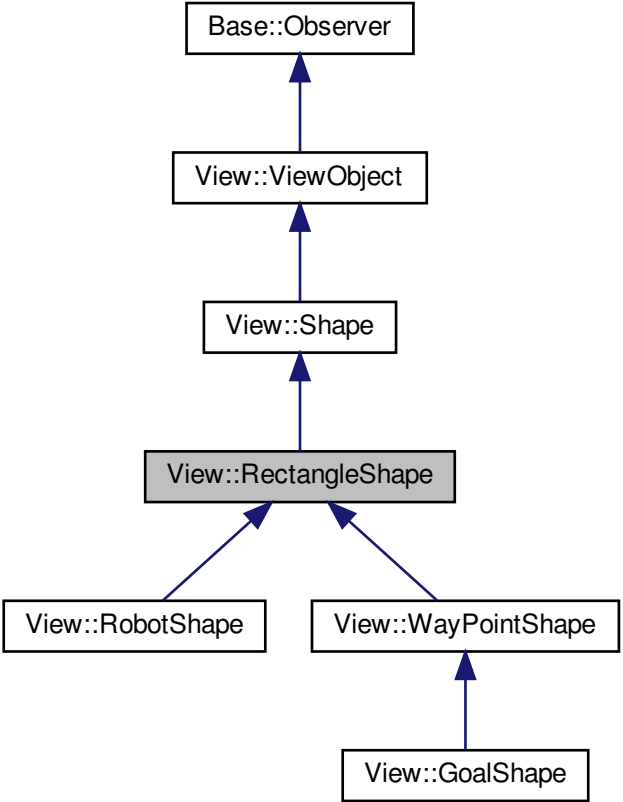 Base::Observer
View::ViewObject
View::Shape
View::RectangleShape
View::RobotShape
View::WayPointShape
View::GoalShape